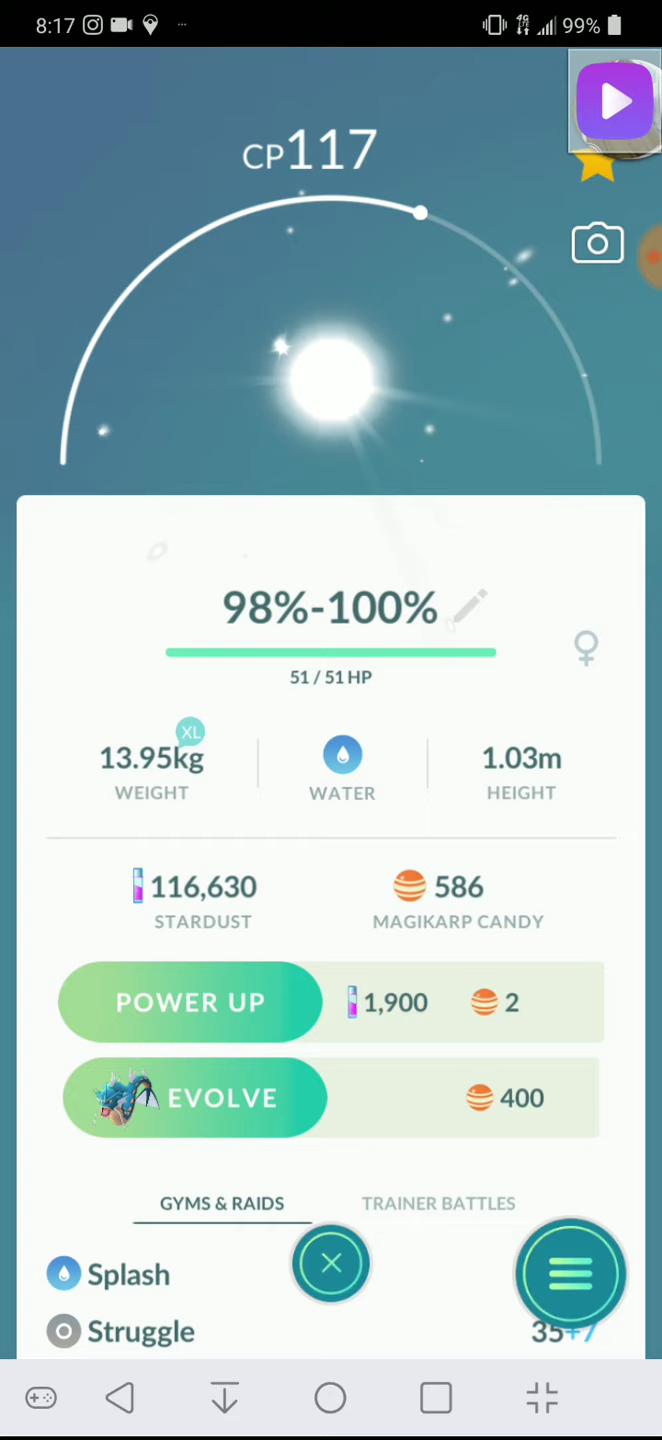 8:17 99%
CP117
98%-100%
51 / 51 HP
XL
13.95kg 1.03m
WEIGHT WATER HEIGHT
116,630 586
STARDUST MAGIKARP CANDY
POWER UP 1,900 2
EVOLVE 400
GYMS & RAIDS TRAINER BATTLES
Splash
Struggle 35+7